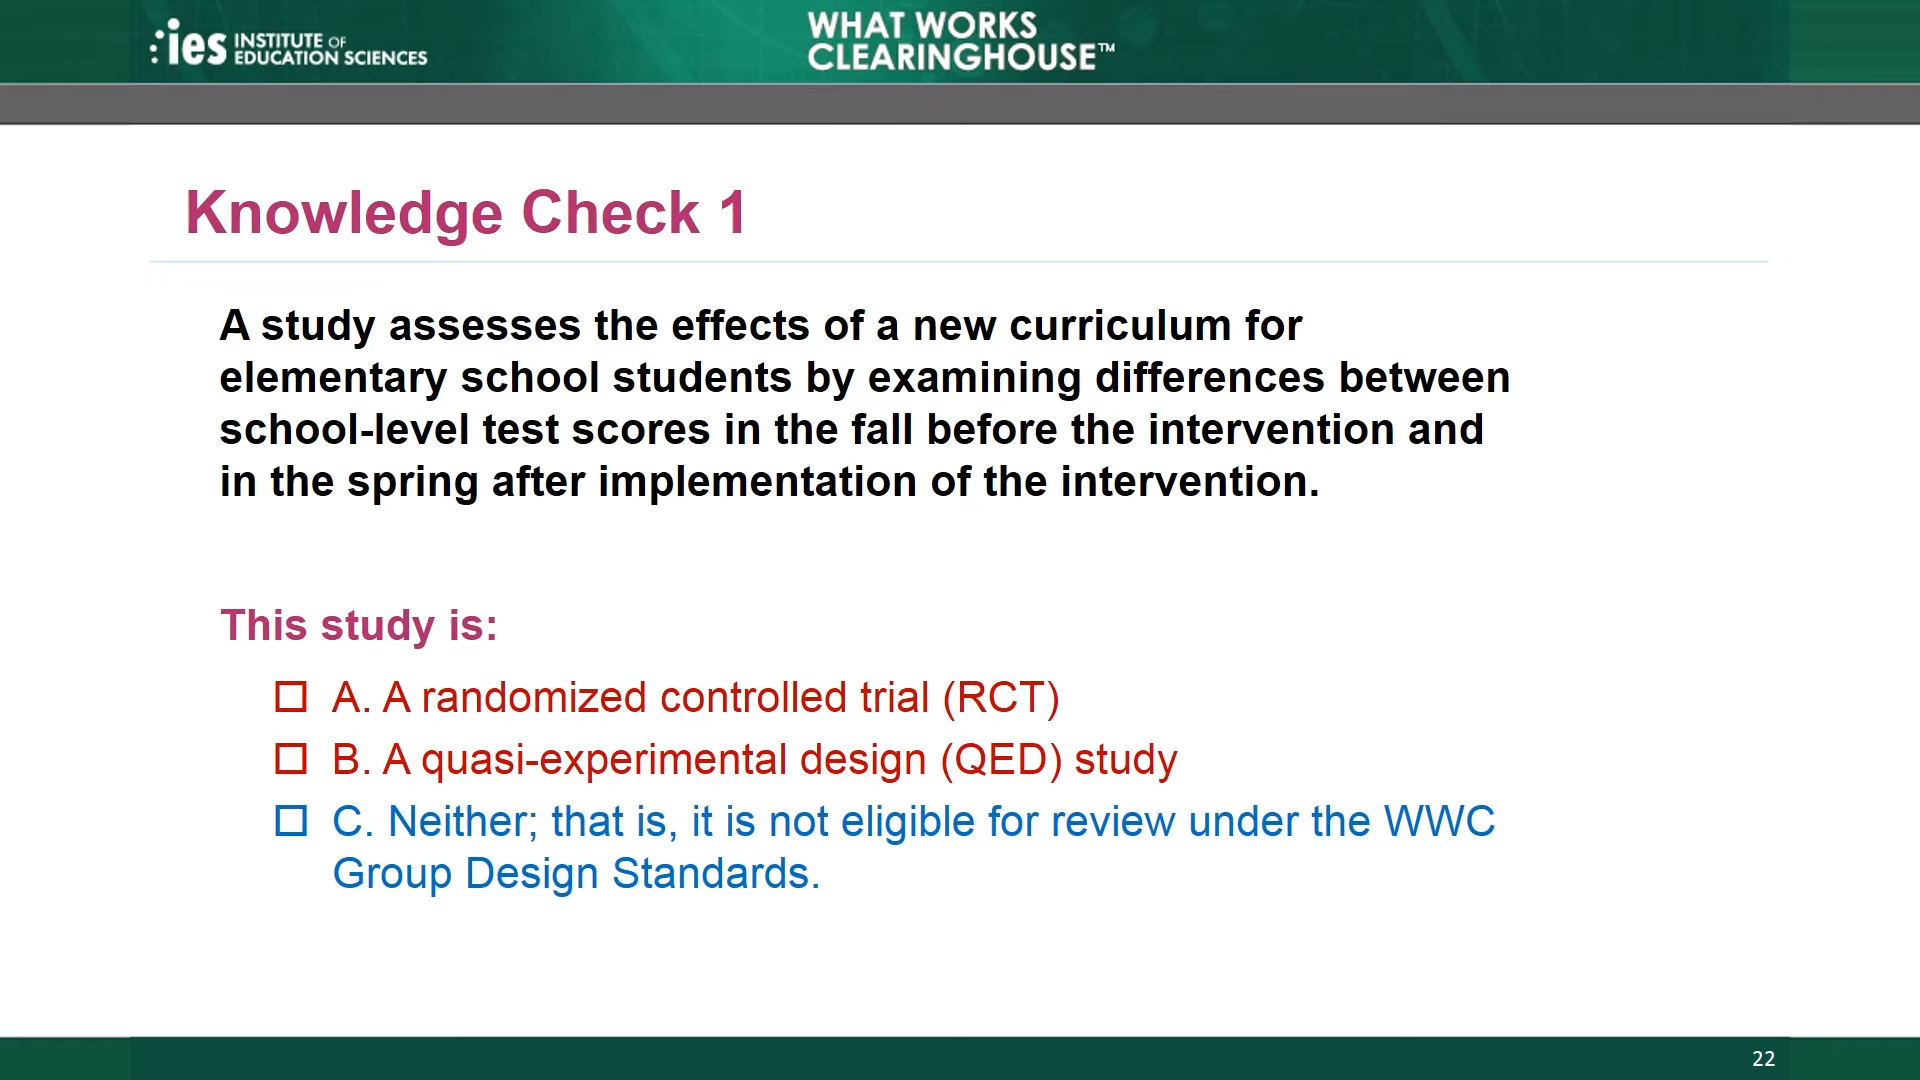 ies INSTITUTE OF
EDUCATION SCIENCES
WHAT WORKS
CLEARINGHOUSE™
Knowledge Check 1
A study assesses the effects of a new curriculum for
elementary school students by examining differences between
school-level test scores in the fall before the intervention and
in the spring after implementation of the intervention.
This study is:
A. A randomized controlled trial (RCT)
B. A quasi-experimental design (QED) study
C. Neither; that is, it is not eligible for review under the WWC
Group Design Standards.
22